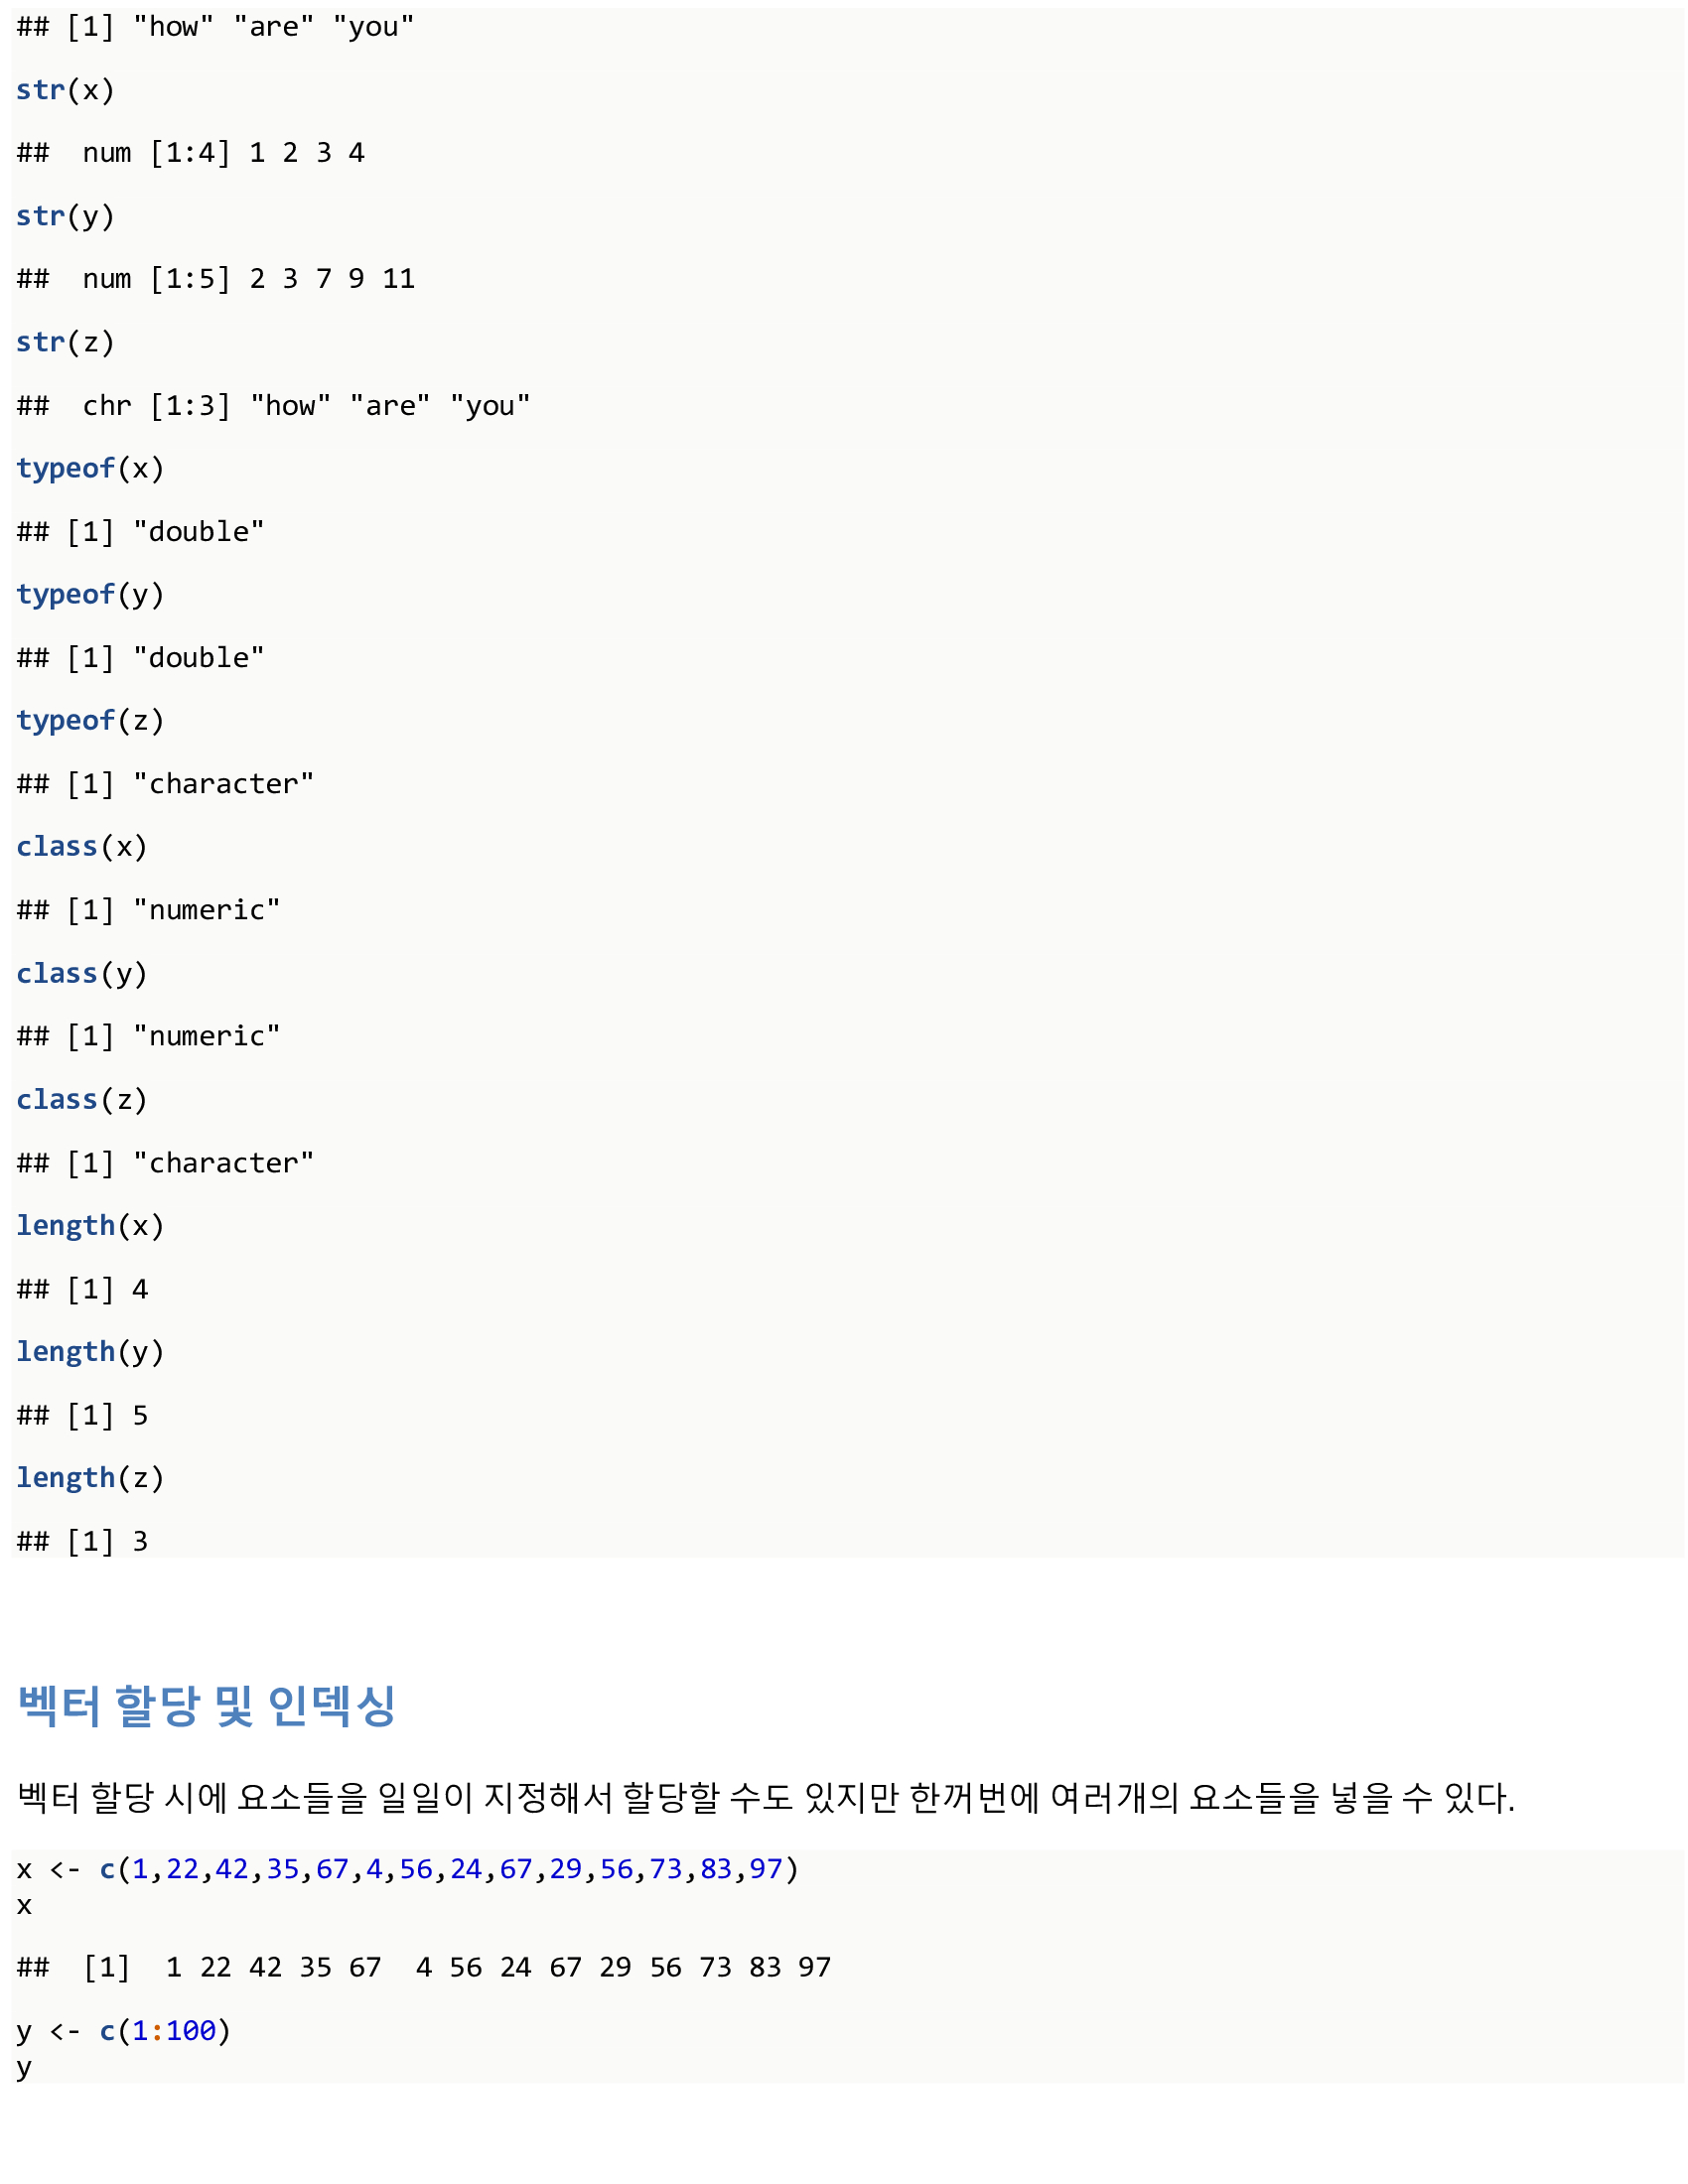 ## [1] "how" "are" "you"
str(x)
##  num [1:4] 1 2 3 4
str(y)
##  num [1:5] 2 3 7 9 11
str(z)
##  chr [1:3] "how" "are" "you"
typeof(x)
## [1] "double"
typeof(y)
## [1] "double"
typeof(z)
## [1] "character"
class(x)
## [1] "numeric"
class(y)
## [1] "numeric"
class(z)
## [1] "character"
length(x)
## [1] 4
length(y)
## [1] 5
length(z)
## [1] 3
벡터 할당 및 인덱싱
벡터 할당 시에 요소들을 일일이 지정해서 할당할 수도 있지만 한꺼번에 여러개의 요소들을 넣을 수 있다.
x <- c(1,22,42,35,67,4,56,24,67,29,56,73,83,97)
x
##  [1]  1 22 42 35 67  4 56 24 67 29 56 73 83 97
y <- c(1:100)
y